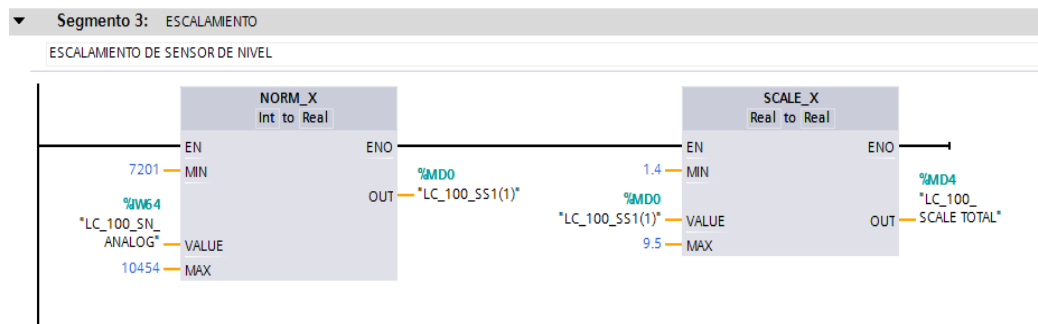 Segmento 3: ESCALAMIENTO
ESCALAMIENTO DE SENSOR DE NIVEL
NORM_X
Int to Real
EN
ENO
7201
MIN
%IW64
"LC_100_SN_
ANALOG"
VALUE
10454
MAX
OUT
%MD0
"LC_100_SS1(1)"
SCALE_X
Real to Real
EN
ENO
1.4
MIN
%MD0
"LC_100_SS1(1)"
VALUE
9.5
MAX
OUT
%MD4
"LC_100_
SCALE TOTAL"